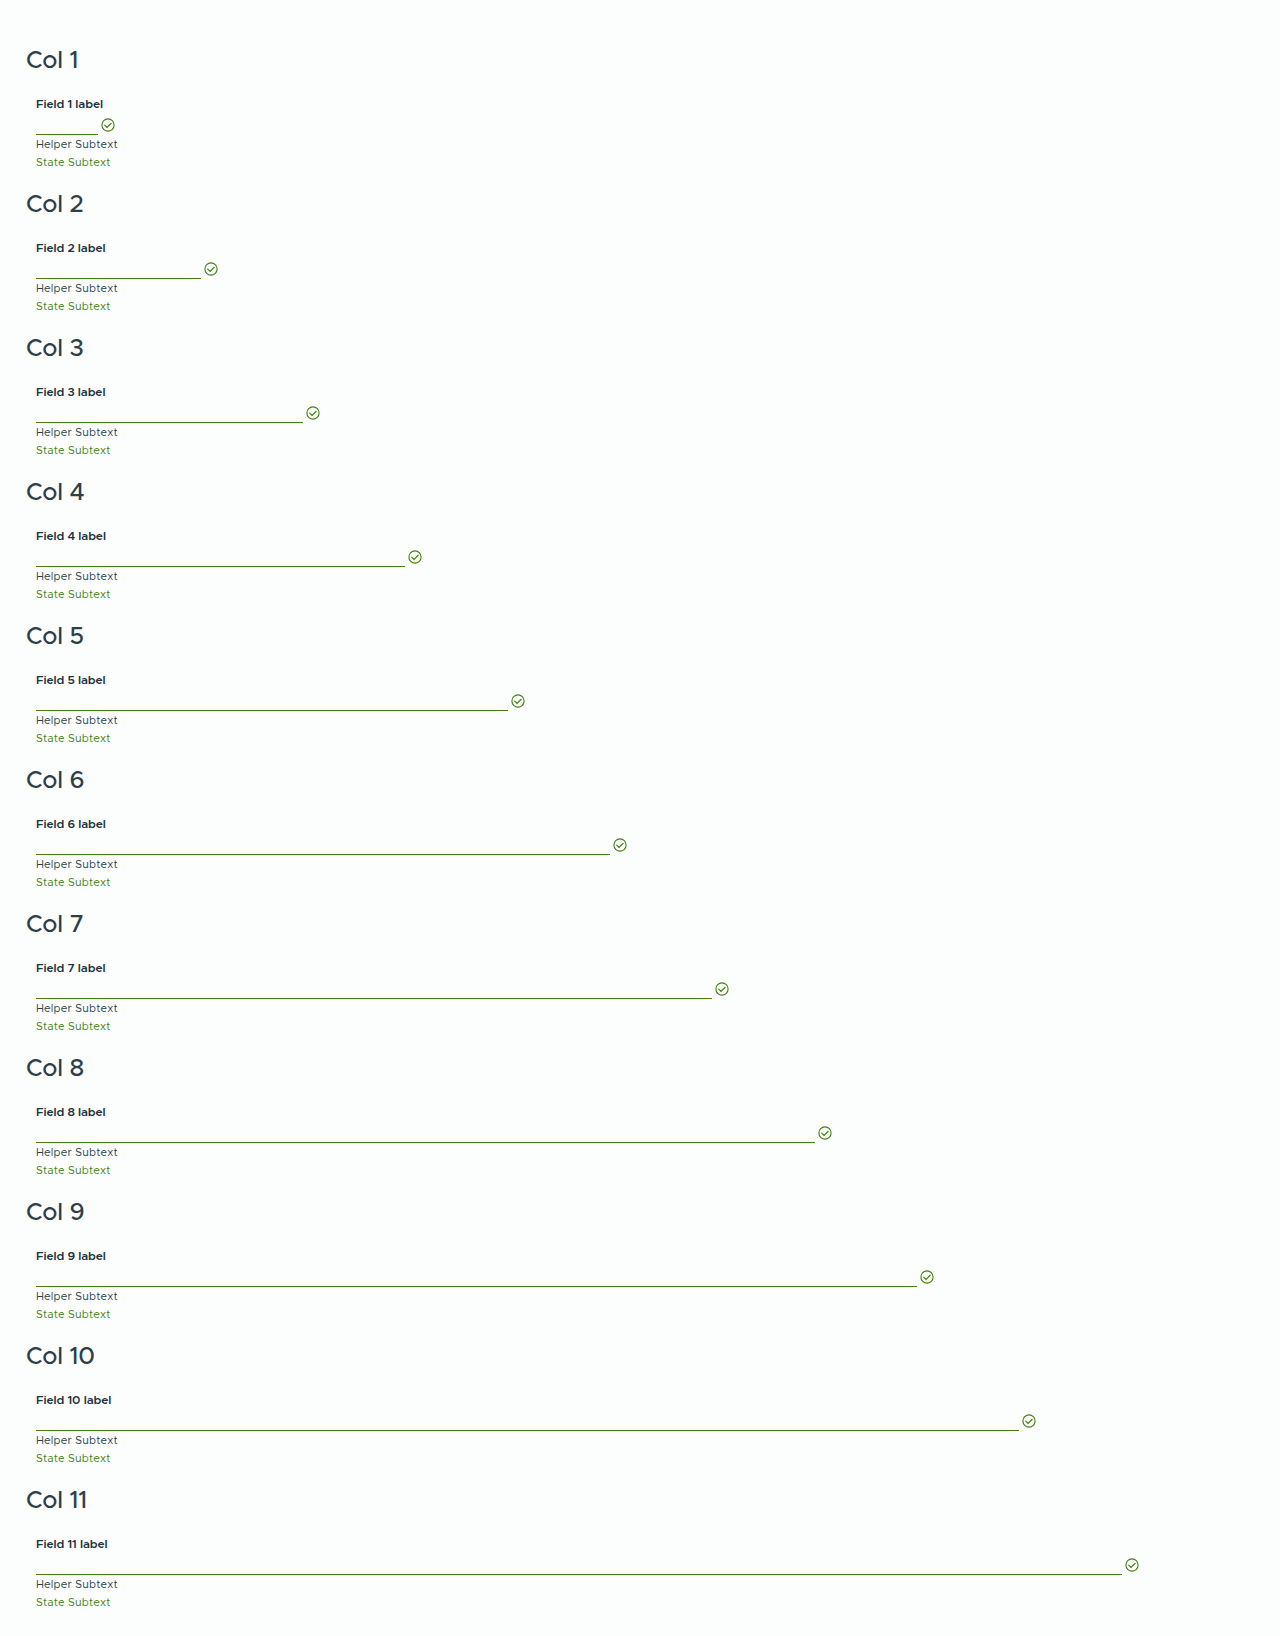 Col 1
Field 1 label
Helper Subtext
State Subtext
Col 2
Field 2 label
Helper Subtext
State Subtext
Col 3
Field 3 label
Helper Subtext
State Subtext
Col 4
Field 4 label
Helper Subtext
State Subtext
Col 5
Field 5 label
Helper Subtext
State Subtext
Col 6
Field 6 label
Helper Subtext
State Subtext
Col 7
Field 7 label
Helper Subtext
State Subtext
Col 8
Field 8 label
Helper Subtext
State Subtext
Col 9
Field 9 label
Helper Subtext
State Subtext
Col 10
Field 10 label
Helper Subtext
State Subtext
Col 11
Field 11 label
Helper Subtext
State Subtext